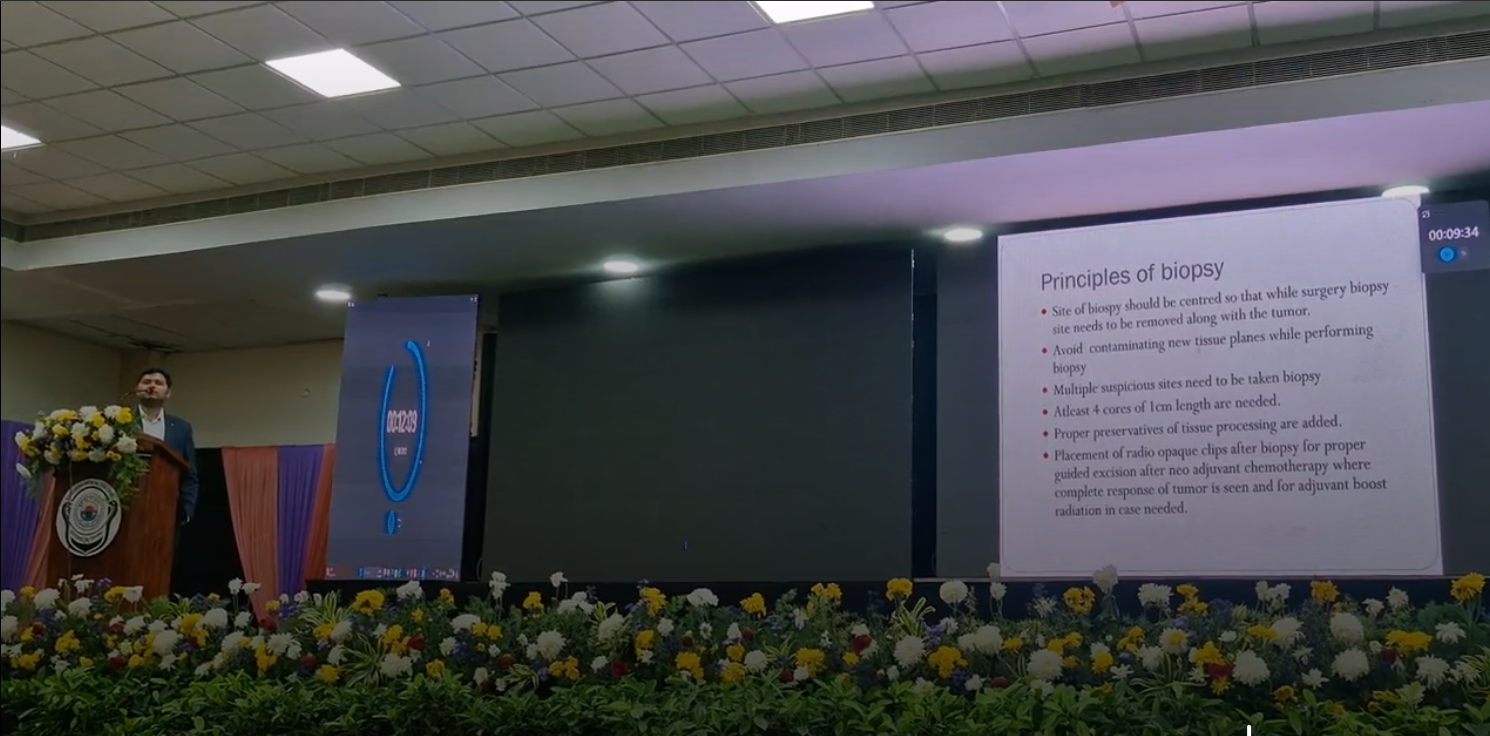 00:12:09
00:09:34
Principles of biopsy
• Site of biospy should be centred so that while surgery biopsy
site needs to be removed along with the tumor.
• Avoid contaminating new tissue planes while performing
biopsy
• Multiple suspicious sites need to be taken biopsy
• Atleast 4 cores of 1cm length are needed.
• Proper preservatives of tissue processing are added.
• Placement of radio opaque clips after biopsy for proper
guided excision after neo adjuvant chemotherapy where
complete response of tumor is seen and for adjuvant boost
radiation in case needed.